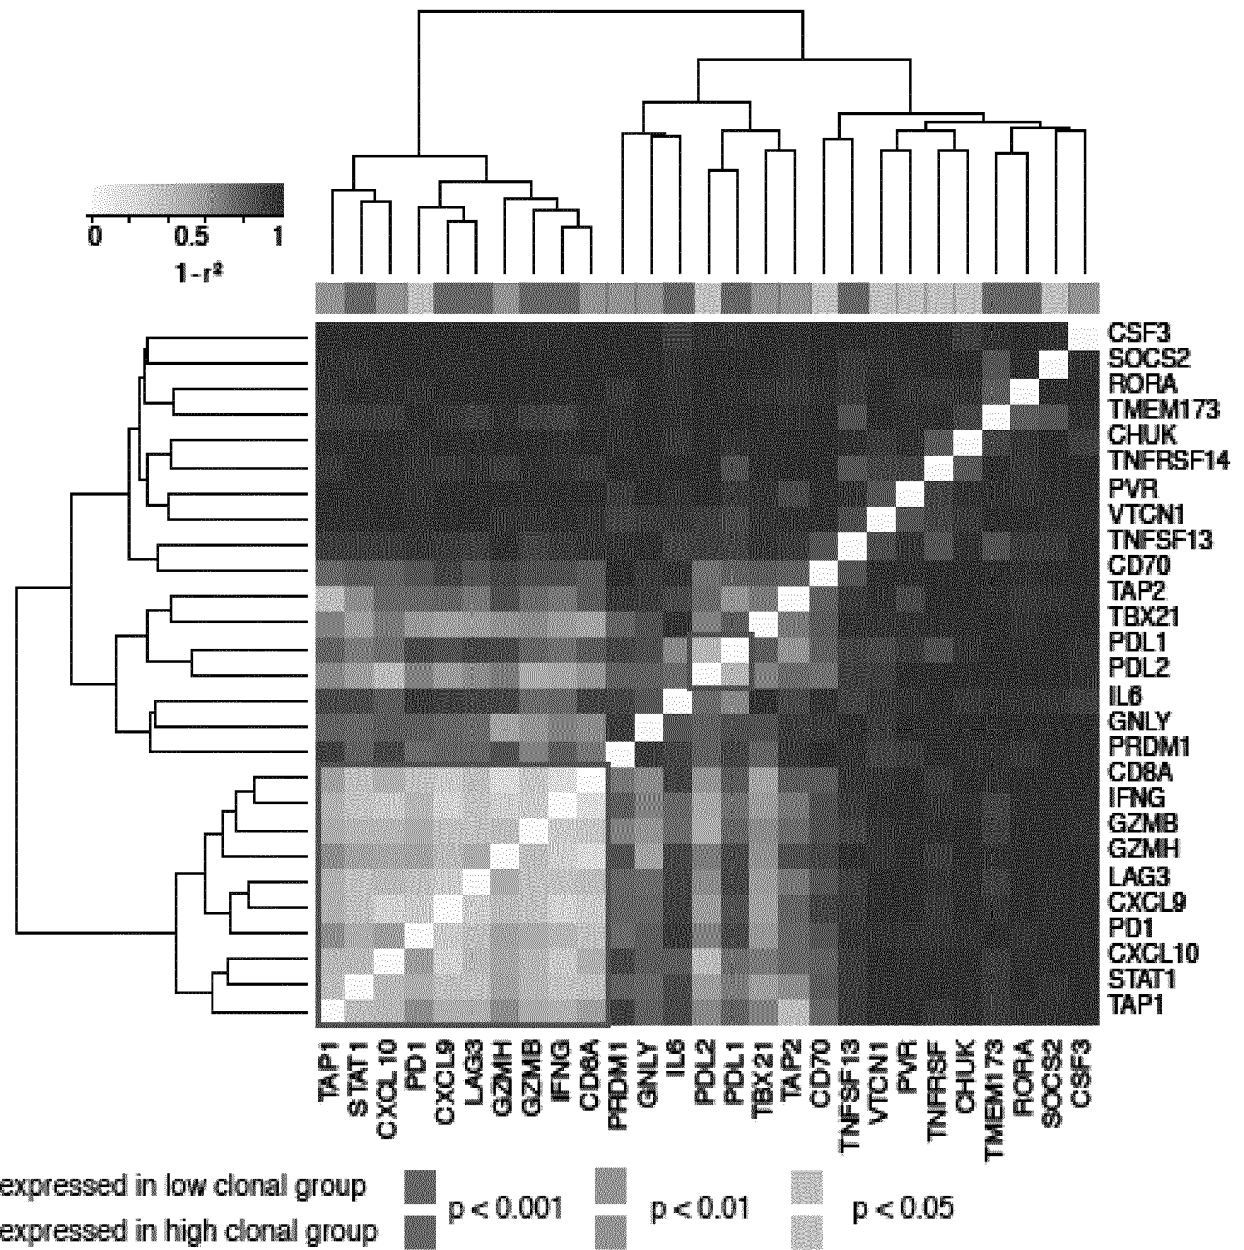 0 0.5 1
1-r²
CSF3
SOCS2
RORA
TMEM173
CHUK
TNFRSF14
PVR
VTCN1
TNFSF13
CD70
TAP2
TBX21
PDL1
PDL2
IL6
GNLY
PRDM1
CD8A
IFNG
GZMB
GZMH
LAG3
CXCL9
PD1
CXCL10
STAT1
TAP1
TAP1
STAT1
CXCL10
PD1
CXCL9
LAG3
GZMH
GZMB
IFNG
CD8A
PRDM1
GNLY
IL6
PDL2
PDL1
TBX21
TAP2
CD70
TNFSF13
VTCN1
PVR
TNFRSF
CHUK
TMEM173
RORA
SOCS2
CSF3
expressed in low clonal group
expressed in high clonal group
p < 0.001 p < 0.01 p < 0.05